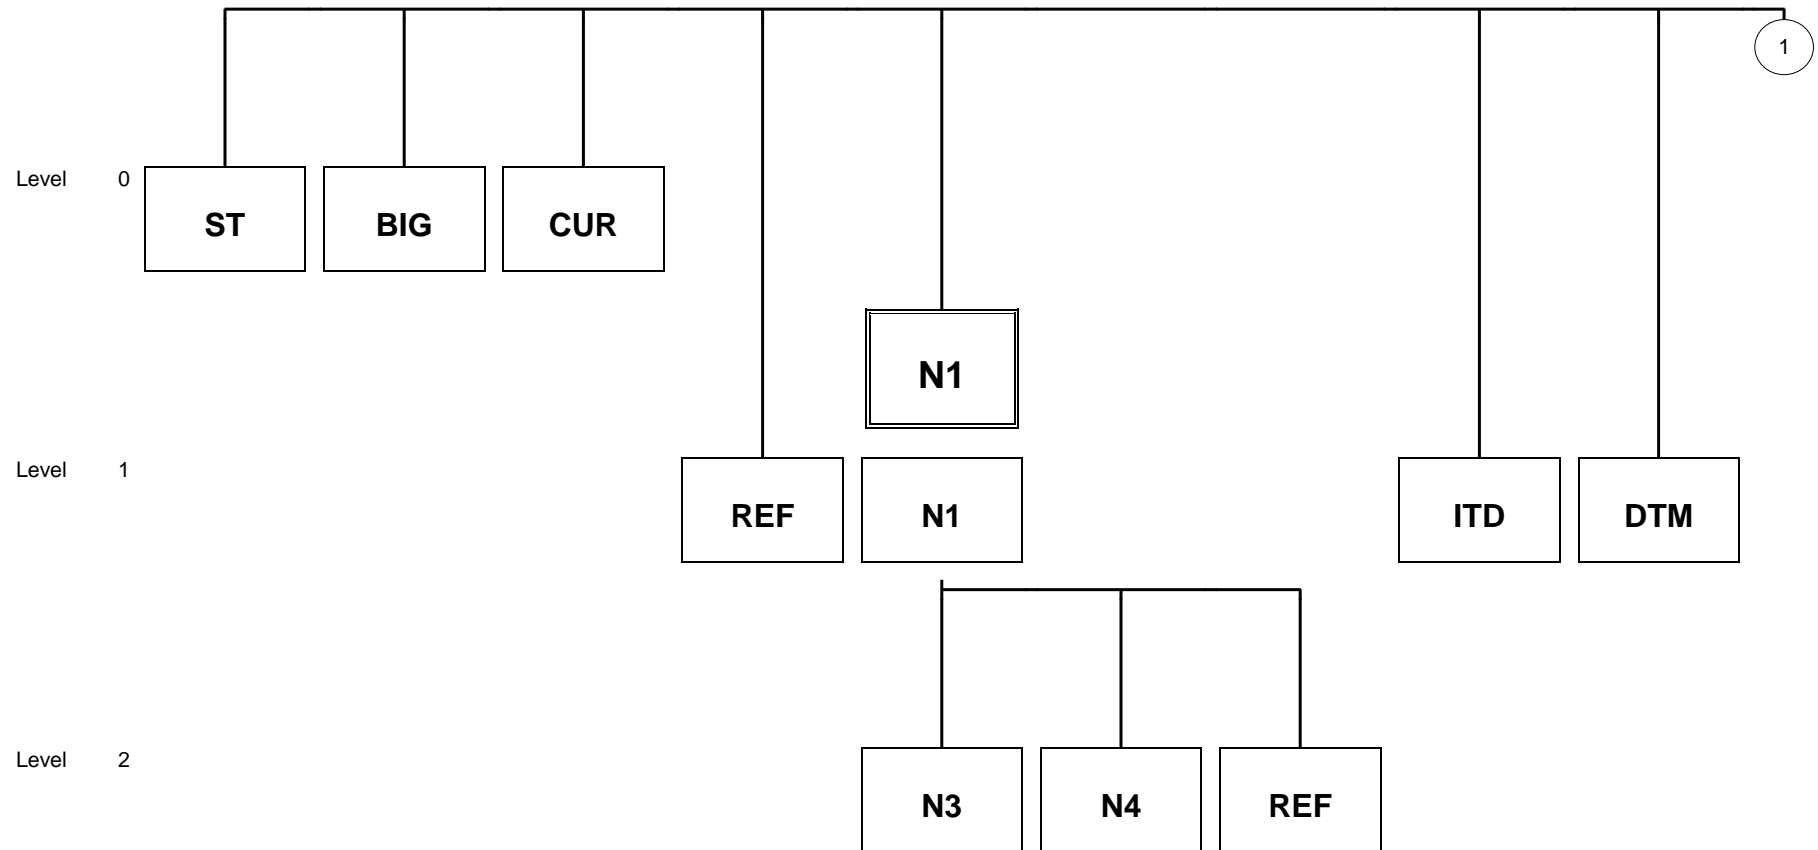 1
Level 0
ST BIG CUR
N1
Level 1
REF N1 ITD DTM
Level 2
N3 N4 REF